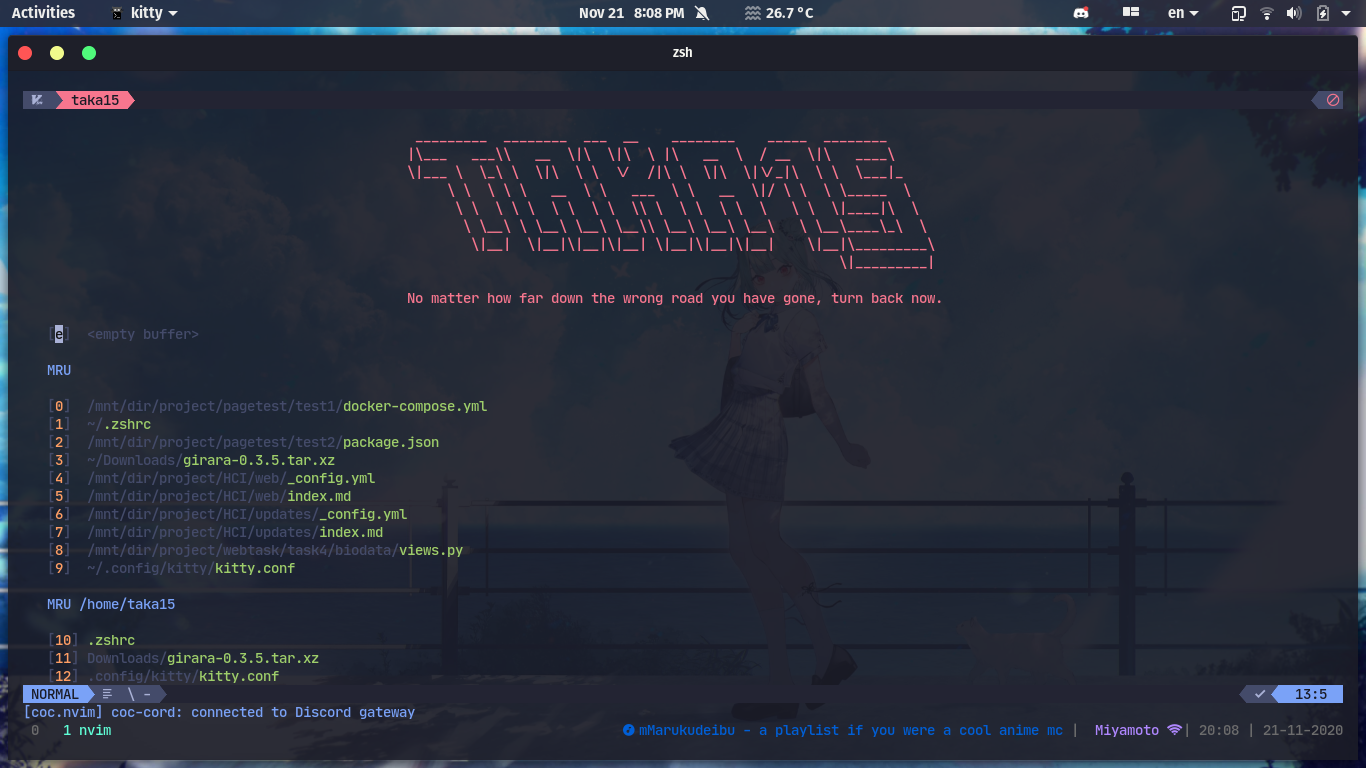 Activities kitty Nov 21 8:08 PM 26.7 °C en
zsh
taka15
TAKA15
No matter how far down the wrong road you have gone, turn back now.
[e] <empty buffer>
MRU
[0] /mnt/dir/project/pagetest/test1/docker-compose.yml
[1] ~/.zshrc
[2] /mnt/dir/project/pagetest/test2/package.json
[3] ~/Downloads/girara-0.3.5.tar.xz
[4] /mnt/dir/project/HCI/web/_config.yml
[5] /mnt/dir/project/HCI/web/index.md
[6] /mnt/dir/project/HCI/updates/_config.yml
[7] /mnt/dir/project/HCI/updates/index.md
[8] /mnt/dir/project/webtask/task4/biodata/views.py
[9] ~/.config/kitty/kitty.conf
MRU /home/taka15
[10] .zshrc
[11] Downloads/girara-0.3.5.tar.xz
[12] .config/kitty/kitty.conf
NORMAL \ - 13:5
[coc.nvim] coc-cord: connected to Discord gateway
0 1 nvim mMarukudeibu - a playlist if you were a cool anime mc | Miyamoto | 20:08 | 21-11-2020